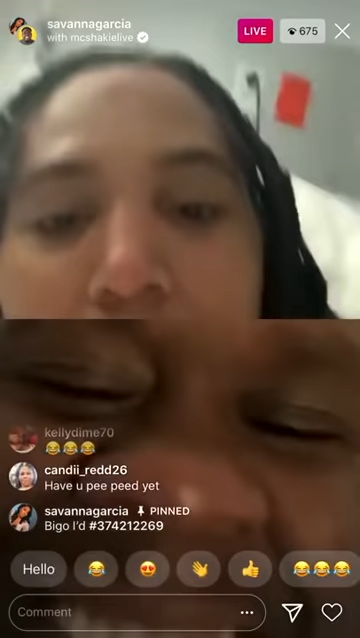 savannagarcia
with mcshakielive
LIVE
675
kellydime70
😂😂😂
candii_redd26
Have u pee peed yet
savannagarcia PINNED
Bigo I'd #374212269
Hello
😂
😍
👋
👍
😂😂😂
Comment